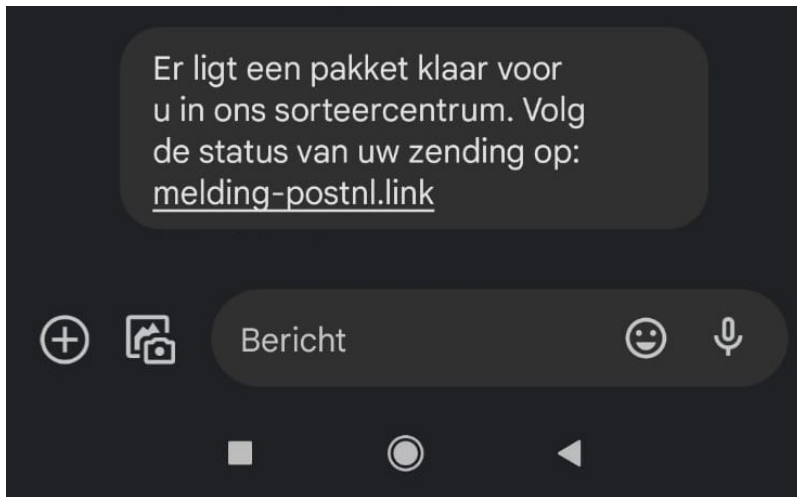 Er ligt een pakket klaar voor
u in ons sorteercentrum. Volg
de status van uw zending op:
melding-postnl.link
Bericht